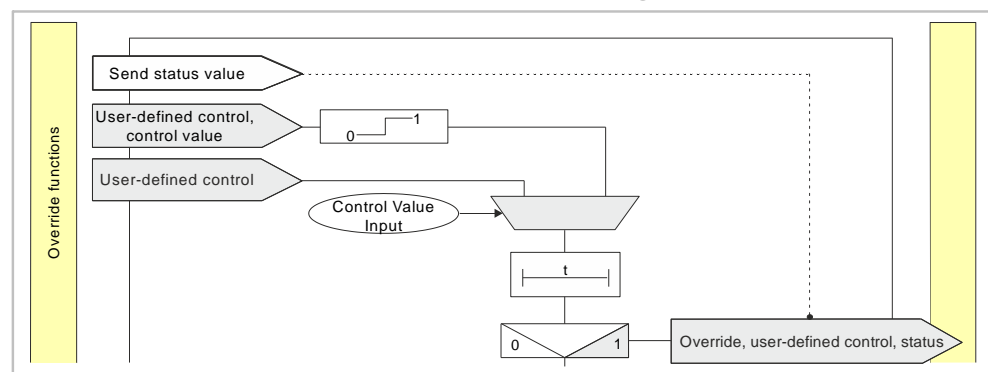 Override functions
Send status value
User-defined control,
control value
0 1
User-defined control
Control Value
Input
t
0 1
Override, user-defined control, status